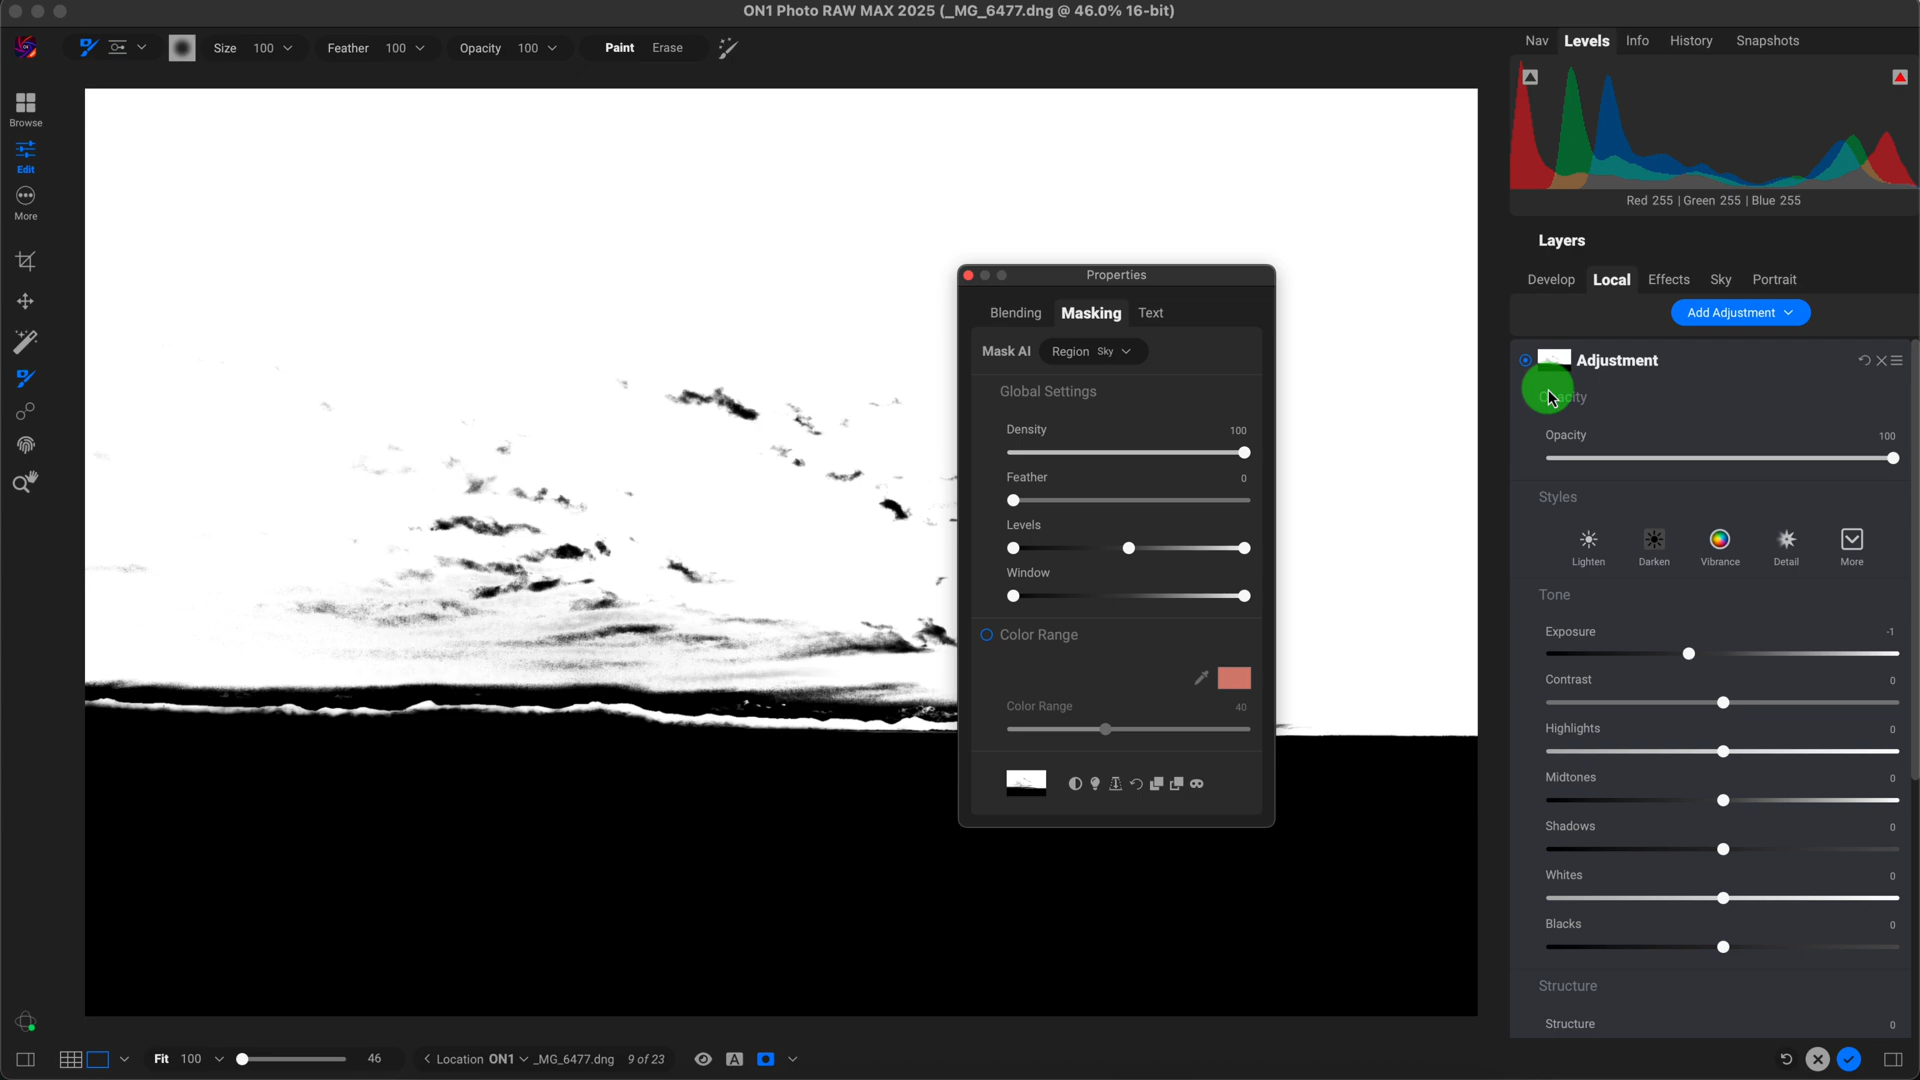 ON1 Photo RAW MAX 2025 (_MG_6477.dng @ 46.0% 16-bit)
Size 100 Feather 100 Opacity 100 Paint Erase
Nav Levels Info History Snapshots
Browse
Edit
More
Red 255 | Green 255 | Blue 255
Layers
Develop Local Effects Sky Portrait
Add Adjustment
Adjustment
Opacity
Opacity 100
Styles
Lighten Darken Vibrance Detail More
Tone
Exposure -1
Contrast 0
Highlights 0
Midtones 0
Shadows 0
Whites 0
Blacks 0
Structure
Structure 0
Properties
Blending Masking Text
Mask AI Region Sky
Global Settings
Density 100
Feather 0
Levels
Window
Color Range
Color Range 40
Fit 100 46 Location ON1 _MG_6477.dng 9 of 23 A